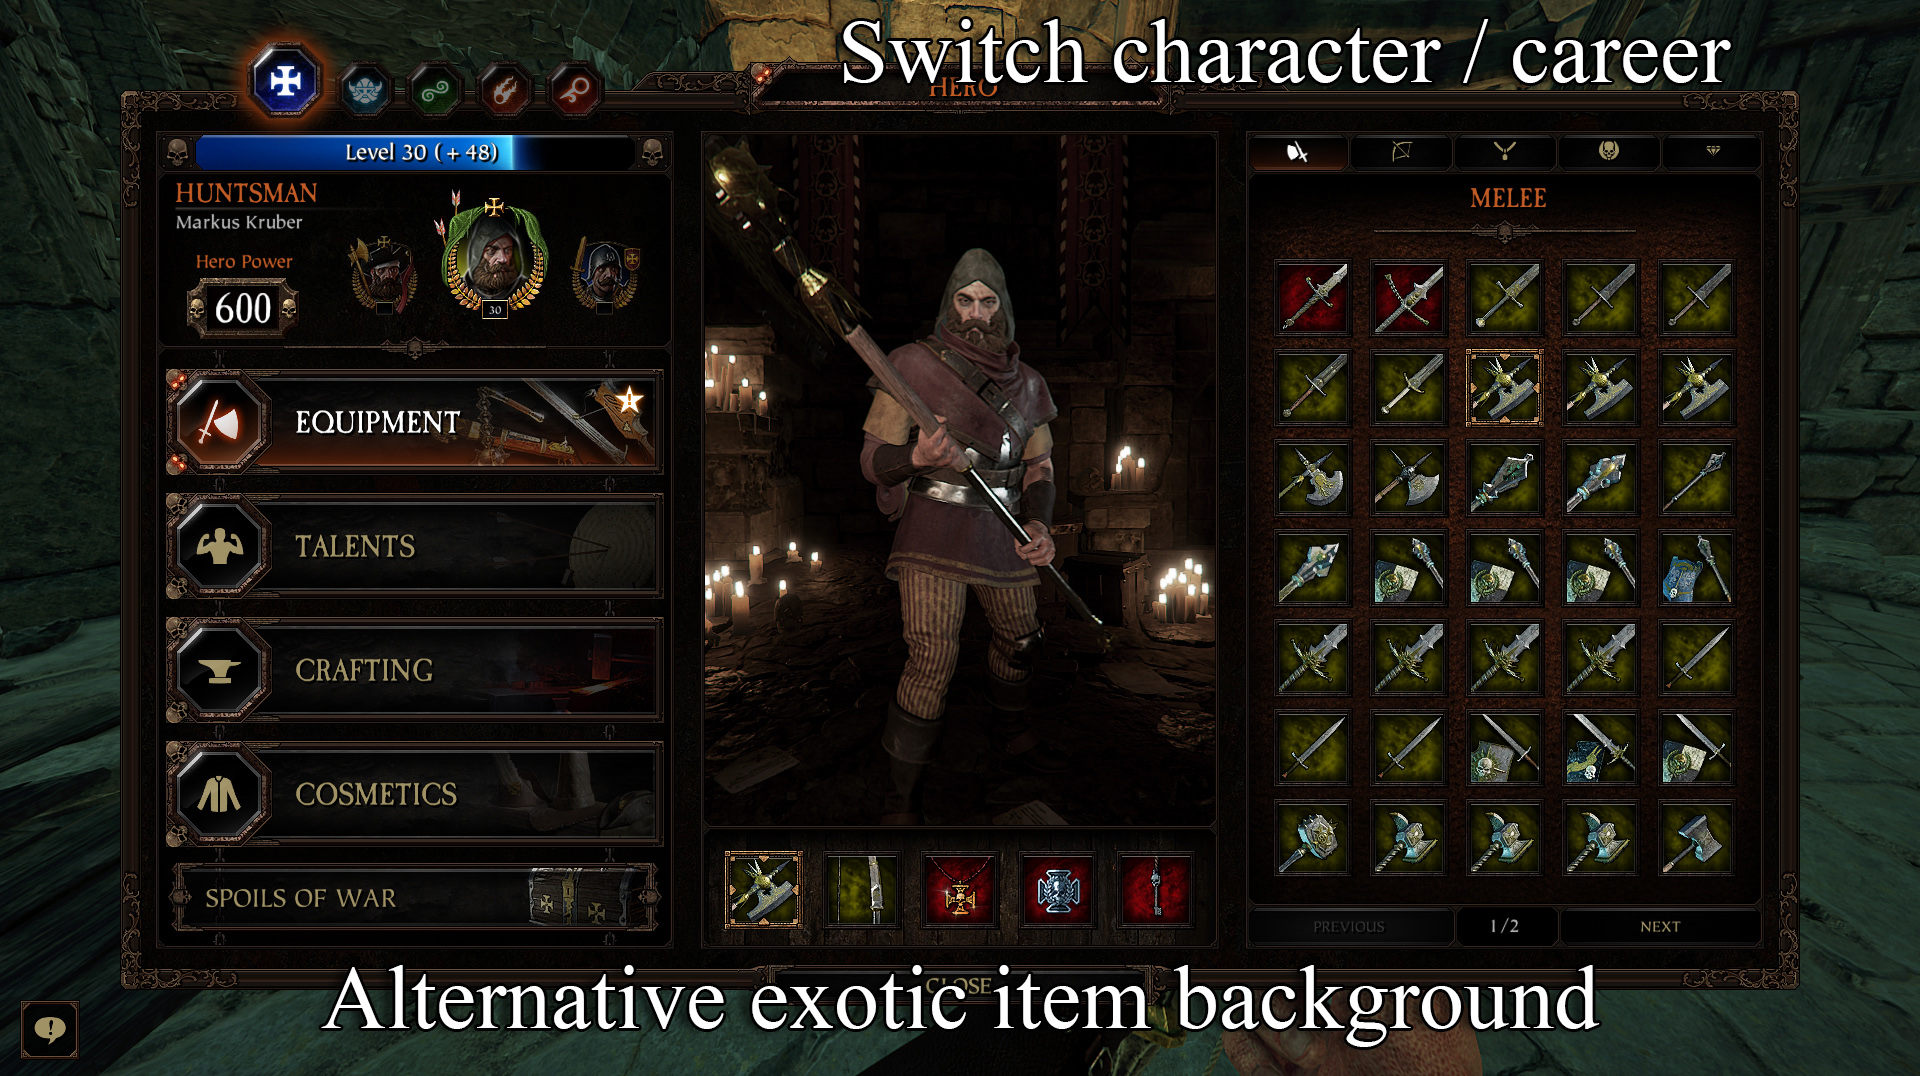 Switch character / career
HERO
Level 30 ( + 48)
HUNTSMAN
Markus Kruber
Hero Power
600
30
EQUIPMENT
TALENTS
CRAFTING
COSMETICS
SPOILS OF WAR
MELEE
PREVIOUS
1/2
NEXT
CLOSE
Alternative exotic item background